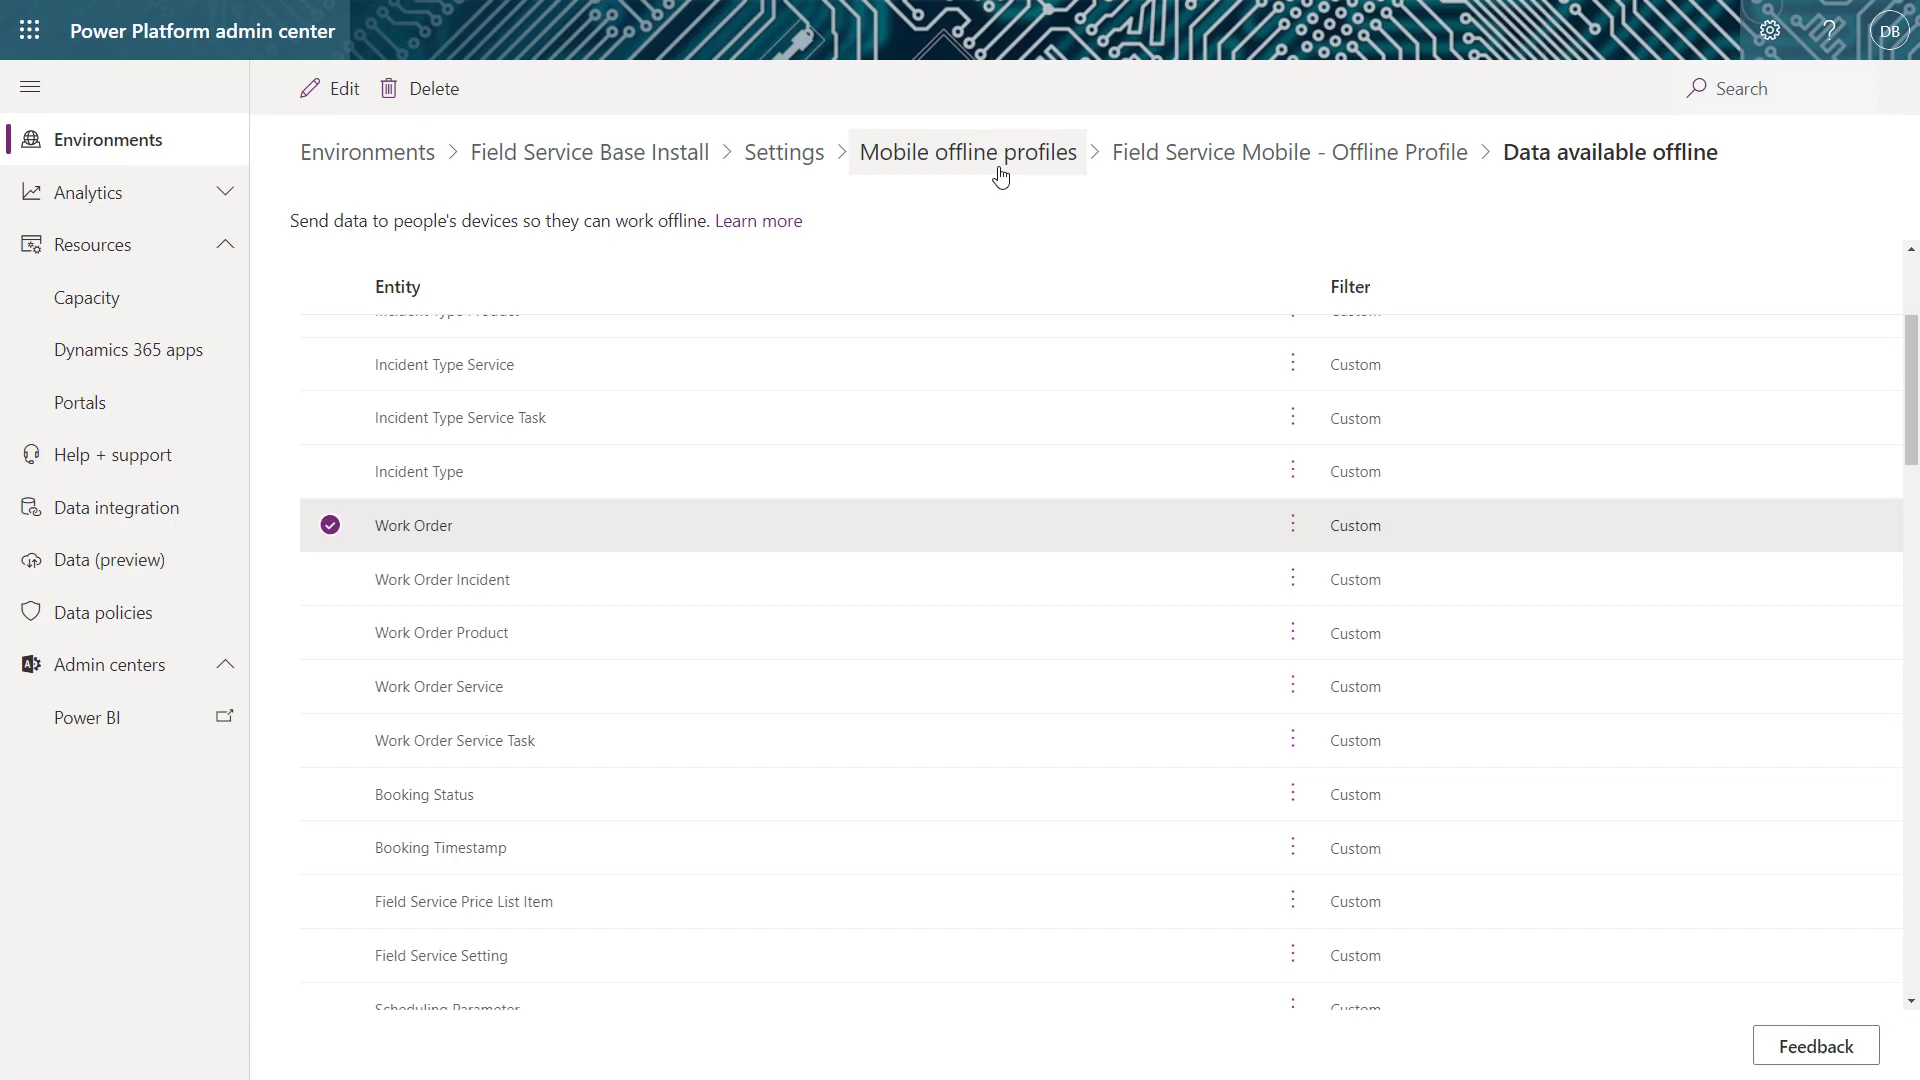 Power Platform admin center
DB
Edit Delete
Search
Environments
Environments > Field Service Base Install > Settings > Mobile offline profiles > Field Service Mobile - Offline Profile > Data available offline
Analytics
Send data to people's devices so they can work offline. Learn more
Resources
Entity Filter
Capacity
Incident Type Product Custom
Dynamics 365 apps
Incident Type Service Custom
Portals
Incident Type Service Task Custom
Help + support
Incident Type Custom
Data integration
Work Order Custom
Data (preview)
Work Order Incident Custom
Data policies
Work Order Product Custom
Admin centers
Work Order Service Custom
Power BI
Work Order Service Task Custom
Booking Status Custom
Booking Timestamp Custom
Field Service Price List Item Custom
Field Service Setting Custom
Scheduling Parameter Custom
Feedback